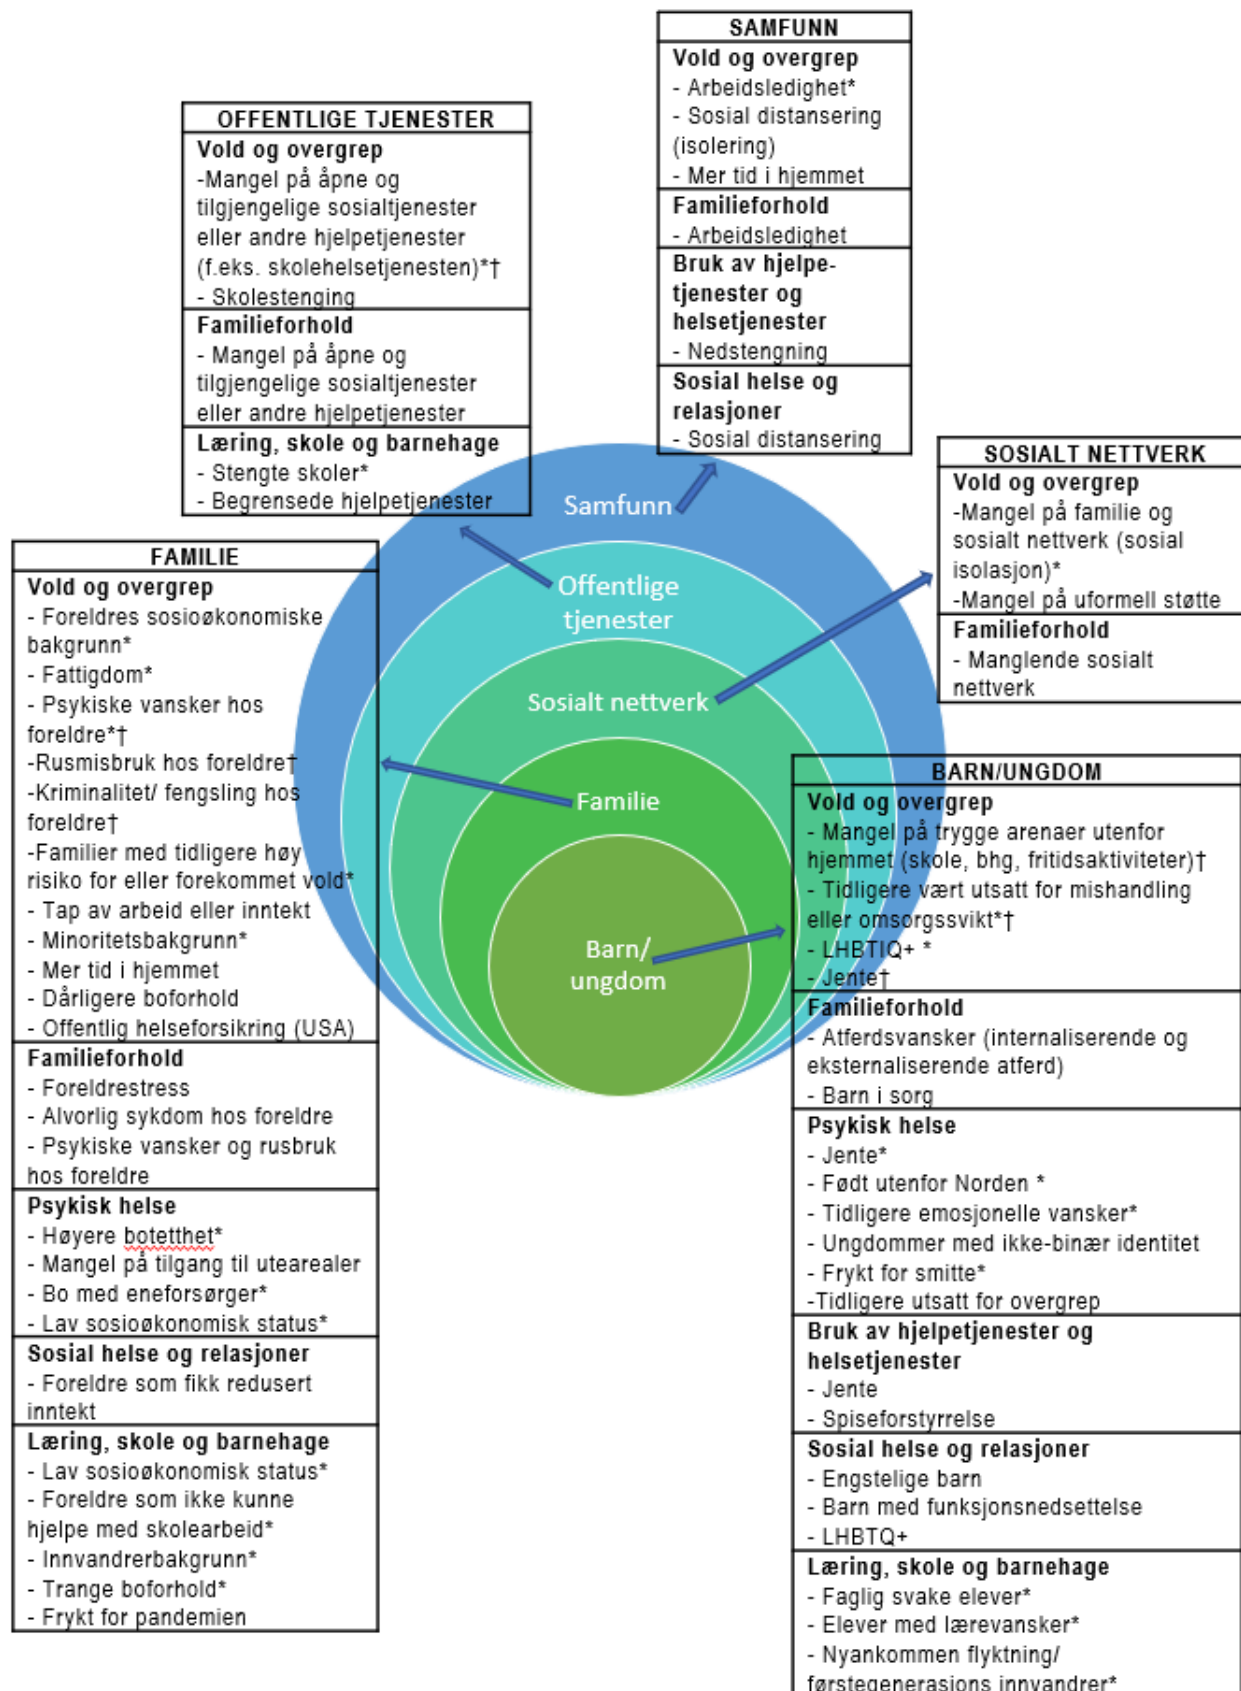 SAMFUNN
Vold og overgrep
- Arbeidsledighet*
- Sosial distansering
(isolering)
- Mer tid i hjemmet
Familieforhold
- Arbeidsledighet
Bruk av hjelpe-
tjenester og
helsetjenester
- Nedstengning
Sosial helse og
relasjoner
- Sosial distansering
OFFENTLIGE TJENESTER
Vold og overgrep
-Mangel på åpne og
tilgjengelige sosialtjenester
eller andre hjelpetjenester
(f.eks. skolehelsetjenesten)*†
- Skolestenging
Familieforhold
- Mangel på åpne og
tilgjengelige sosialtjenester
eller andre hjelpetjenester
Læring, skole og barnehage
- Stengte skoler*
- Begrensede hjelpetjenester
SOSIALT NETTVERK
Vold og overgrep
-Mangel på familie og
sosialt nettverk (sosial
isolasjon)*
-Mangel på uformell støtte
Familieforhold
- Manglende sosialt
nettverk
Samfunn
Offentlige
tjenester
Sosialt nettverk
Familie
Barn/
ungdom
FAMILIE
Vold og overgrep
- Foreldres sosioøkonomiske
bakgrunn*
- Fattigdom*
- Psykiske vansker hos
foreldre*†
-Rusmisbruk hos foreldre†
-Kriminalitet/ fengsling hos
foreldre†
-Familier med tidligere høy
risiko for eller forekommet vold*
- Tap av arbeid eller inntekt
- Minoritetsbakgrunn*
- Mer tid i hjemmet
- Dårligere boforhold
- Offentlig helseforsikring (USA)
Familieforhold
- Foreldrestress
- Alvorlig sykdom hos foreldre
- Psykiske vansker og rusbruk
hos foreldre
Psykisk helse
- Høyere botetthet*
- Mangel på tilgang til utearealer
- Bo med eneforsørger*
- Lav sosioøkonomisk status*
Sosial helse og relasjoner
- Foreldre som fikk redusert
inntekt
Læring, skole og barnehage
- Lav sosioøkonomisk status*
- Foreldre som ikke kunne
hjelpe med skolearbeid*
- Innvandrerbakgrunn*
- Trange boforhold*
- Frykt for pandemien
BARN/UNGDOM
Vold og overgrep
- Mangel på trygge arenaer utenfor
hjemmet (skole, bhg, fritidsaktiviteter)†
- Tidligere vært utsatt for mishandling
eller omsorgssvikt*†
- LHBTIQ+ *
- Jente†
Familieforhold
- Atferdsvansker (internaliserende og
eksternaliserende atferd)
- Barn i sorg
Psykisk helse
- Jente*
- Født utenfor Norden *
- Tidligere emosjonelle vansker*
- Ungdommer med ikke-binær identitet
- Frykt for smitte*
-Tidligere utsatt for overgrep
Bruk av hjelpetjenester og
helsetjenester
- Jente
- Spiseforstyrrelse
Sosial helse og relasjoner
- Engstelige barn
- Barn med funksjonsnedsettelse
- LHBTQ+
Læring, skole og barnehage
- Faglig svake elever*
- Elever med lærevansker*
- Nyankommen flyktning/
førstegenerasjons innvandrer*